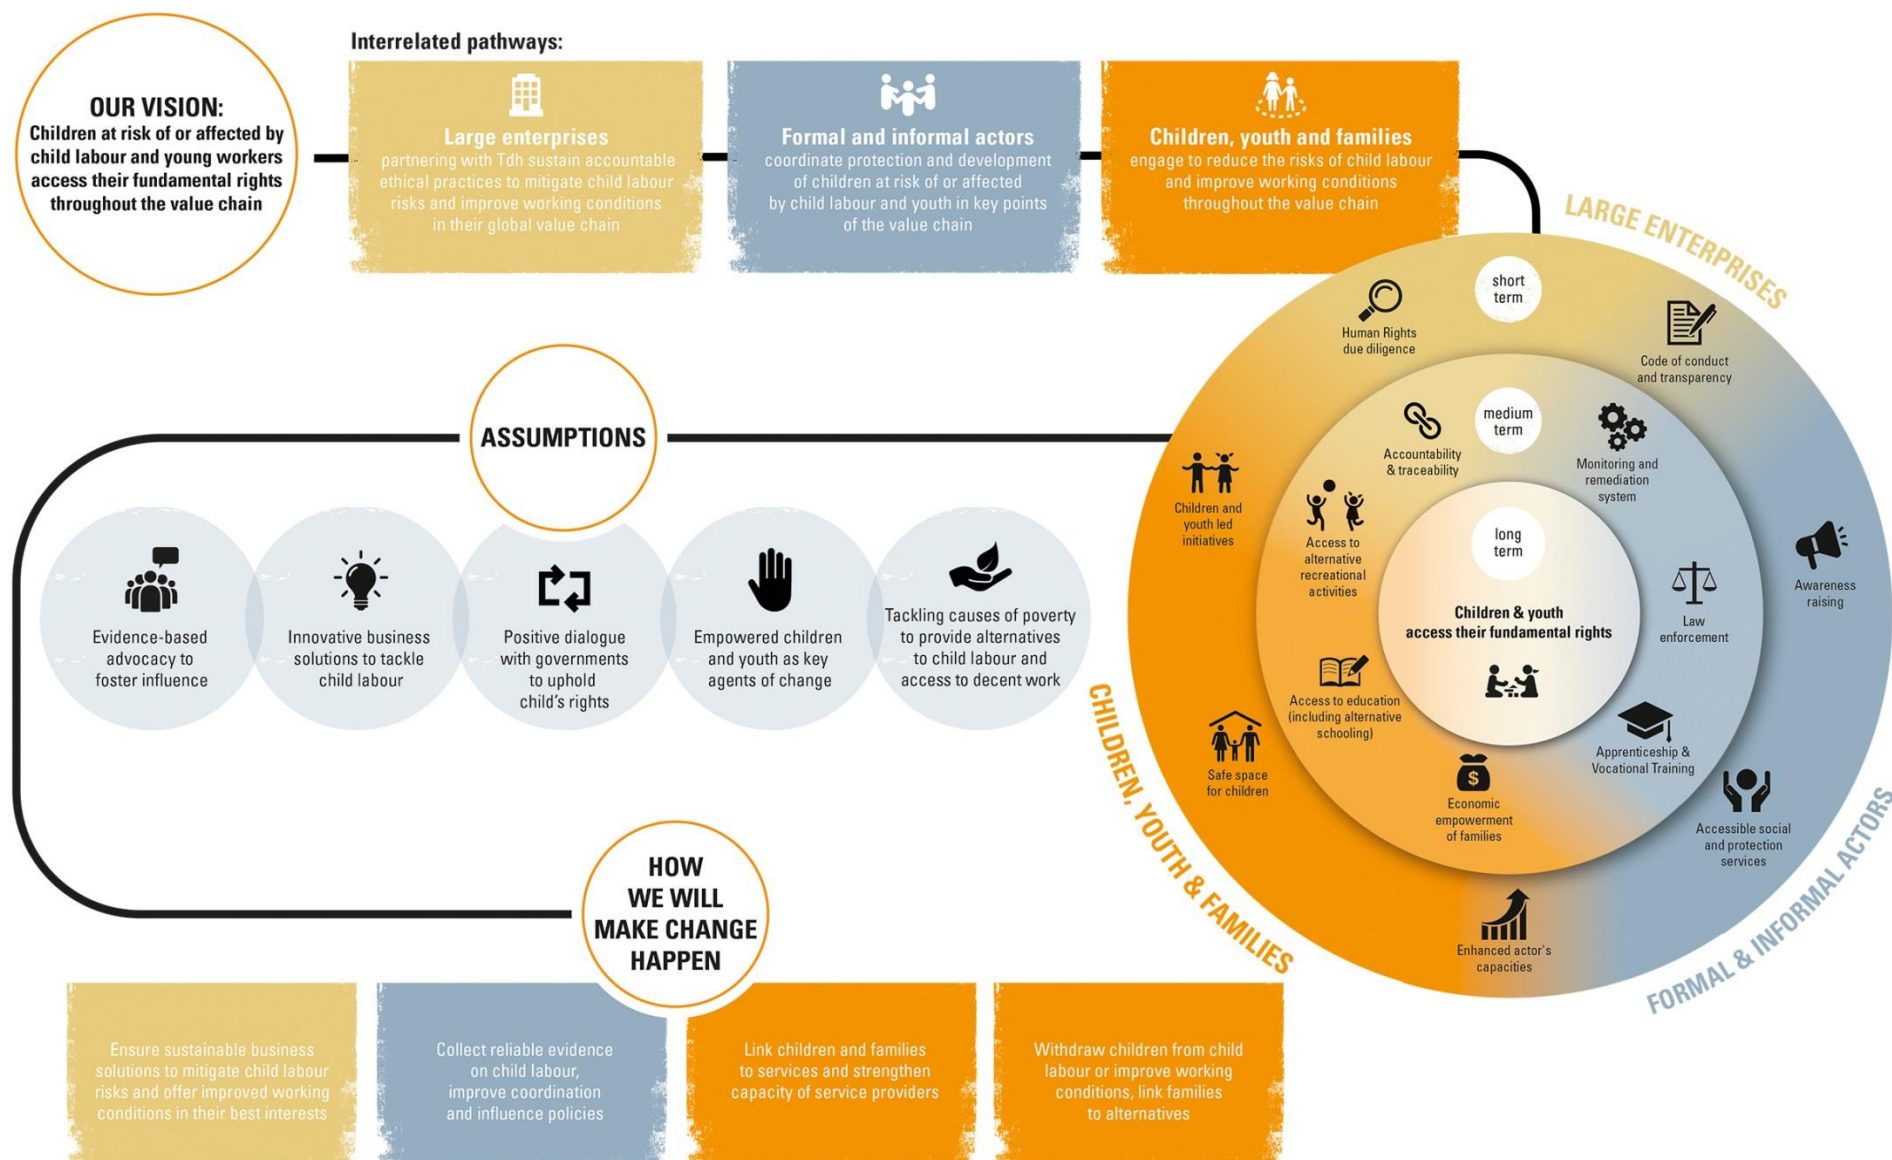 OUR VISION:
Children at risk of or affected by
child labour and young workers
access their fundamental rights
throughout the value chain
Interrelated pathways:
Large enterprises
partnering with Tdh sustain accountable
ethical practices to mitigate child labour
risks and improve working conditions
in their global value chain
Formal and informal actors
coordinate protection and development
of children at risk of or affected
by child labour and youth in key points
of the value chain
Children, youth and families
engage to reduce the risks of child labour
and improve working conditions
throughout the value chain
LARGE ENTERPRISES
short
term
Human Rights
due diligence
Code of conduct
and transparency
medium
term
Accountability
& traceability
Monitoring and
remediation
system
Children and
youth led
initiatives
Access to
alternative
recreational
activities
long
term
Children & youth
access their fundamental rights
Law
enforcement
Awareness
raising
Access to education
(including alternative
schooling)
Safe space
for children
Economic
empowerment
of families
$
Apprenticeship &
Vocational Training
Accessible social
and protection
services
Enhanced actor's
capacities
CHILDREN, YOUTH & FAMILIES
FORMAL & INFORMAL ACTORS
ASSUMPTIONS
Evidence-based
advocacy to
foster influence
Innovative business
solutions to tackle
child labour
Positive dialogue
with governments
to uphold
child's rights
Empowered children
and youth as key
agents of change
Tackling causes of poverty
to provide alternatives
to child labour and
access to decent work
HOW
WE WILL
MAKE CHANGE
HAPPEN
Ensure sustainable business
solutions to mitigate child labour
risks and offer improved working
conditions in their best interests
Collect reliable evidence
on child labour,
improve coordination
and influence policies
Link children and families
to services and strengthen
capacity of service providers
Withdraw children from child
labour or improve working
conditions, link families
to alternatives